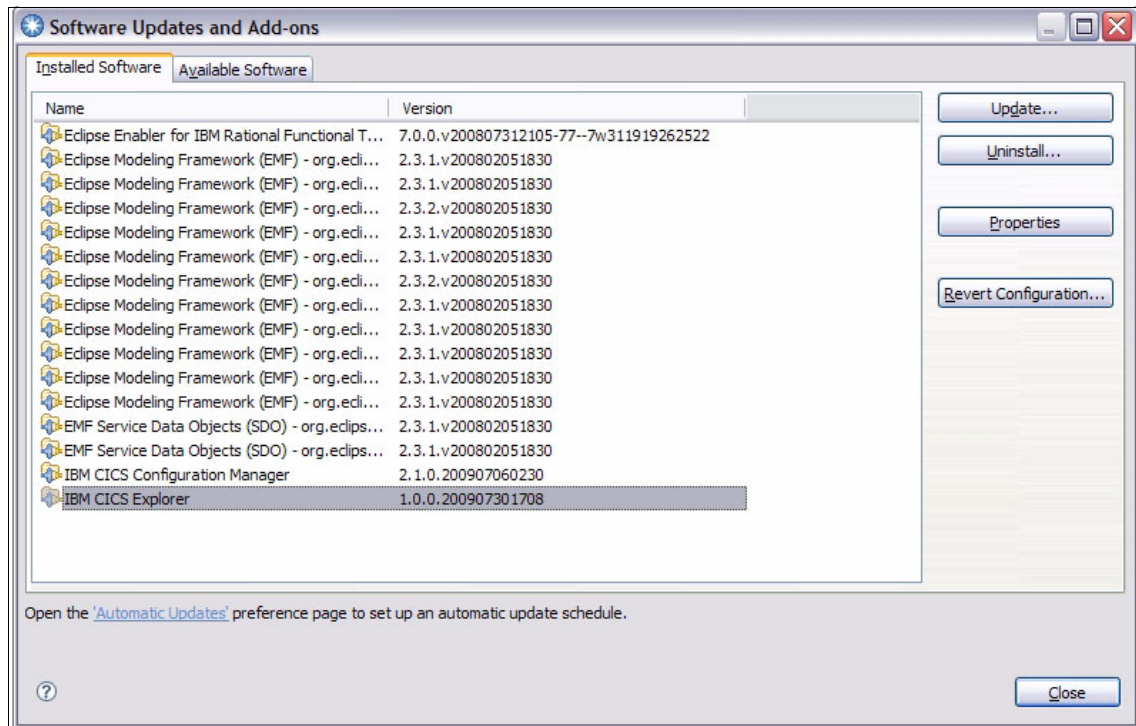 Software Updates and Add-ons
Installed Software Available Software
Name Version
Eclipse Enabler for IBM Rational Functional T... 7.0.0.v200807312105-77--7w311919262522
Eclipse Modeling Framework (EMF) - org.ecli... 2.3.1.v200802051830
Eclipse Modeling Framework (EMF) - org.ecli... 2.3.1.v200802051830
Eclipse Modeling Framework (EMF) - org.ecli... 2.3.2.v200802051830
Eclipse Modeling Framework (EMF) - org.ecli... 2.3.1.v200802051830
Eclipse Modeling Framework (EMF) - org.ecli... 2.3.1.v200802051830
Eclipse Modeling Framework (EMF) - org.ecli... 2.3.2.v200802051830
Eclipse Modeling Framework (EMF) - org.ecli... 2.3.1.v200802051830
Eclipse Modeling Framework (EMF) - org.ecli... 2.3.1.v200802051830
Eclipse Modeling Framework (EMF) - org.ecli... 2.3.1.v200802051830
Eclipse Modeling Framework (EMF) - org.ecli... 2.3.1.v200802051830
Eclipse Modeling Framework (EMF) - org.ecli... 2.3.1.v200802051830
EMF Service Data Objects (SDO) - org.eclips... 2.3.1.v200802051830
EMF Service Data Objects (SDO) - org.eclips... 2.3.1.v200802051830
IBM CICS Configuration Manager 2.1.0.200907060230
IBM CICS Explorer 1.0.0.200907301708
Update...
Uninstall...
Properties
Revert Configuration...
Open the 'Automatic Updates' preference page to set up an automatic update schedule.
?
Close